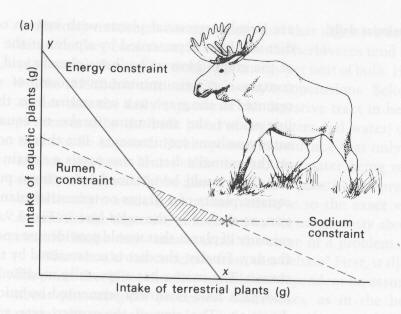 (a)
y
Energy constraint
Rumen
constraint
Sodium
constraint
x
Intake of terrestrial plants (g)
Intake of aquatic plants (g)